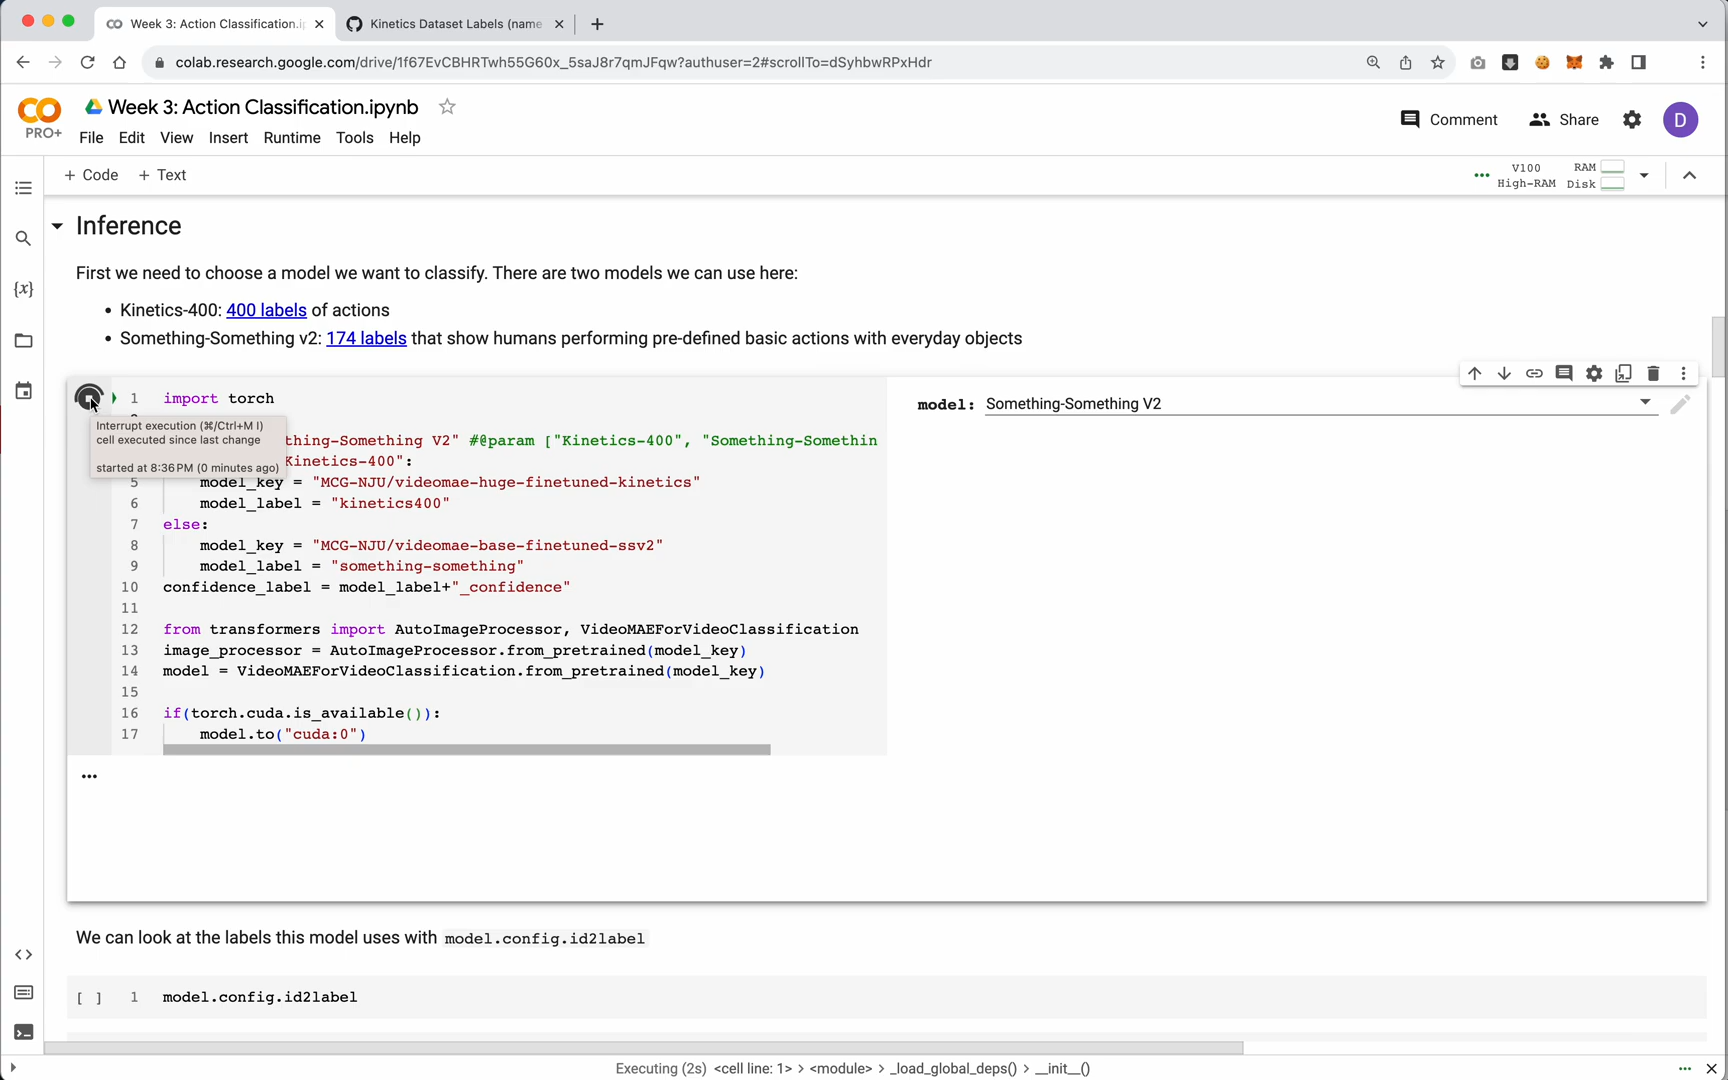 Week 3: Action Classification.i
Kinetics Dataset Labels (name
colab.research.google.com/drive/1f67EvCBHRTwh55G60x_5saJ8r7qmJFqw?authuser=2#scrollTo=dSyhbwRPxHdr
CO
PRO+
Week 3: Action Classification.ipynb
File Edit View Insert Runtime Tools Help
Comment
Share
D
+ Code + Text
V100
High-RAM
RAM
Disk
Inference
First we need to choose a model we want to classify. There are two models we can use here:
• Kinetics-400: 400 labels of actions
• Something-Something v2: 174 labels that show humans performing pre-defined basic actions with everyday objects
1 import torch
Interrupt execution (⌘/Ctrl+M I)
cell executed since last change
started at 8:36 PM (0 minutes ago)
thing-Something V2" #@param ["Kinetics-400", "Something-Somethin
Kinetics-400":
5 model_key = "MCG-NJU/videomae-huge-finetuned-kinetics"
6 model_label = "kinetics400"
7 else:
8 model_key = "MCG-NJU/videomae-base-finetuned-ssv2"
9 model_label = "something-something"
10 confidence_label = model_label+"_confidence"
11
12 from transformers import AutoImageProcessor, VideoMAEForVideoClassification
13 image_processor = AutoImageProcessor.from_pretrained(model_key)
14 model = VideoMAEForVideoClassification.from_pretrained(model_key)
15
16 if(torch.cuda.is_available()):
17 model.to("cuda:0")
model: Something-Something V2
We can look at the labels this model uses with model.config.id2label
[ ] 1 model.config.id2label
Executing (2s) <cell line: 1> > <module> > _load_global_deps() > __init__()